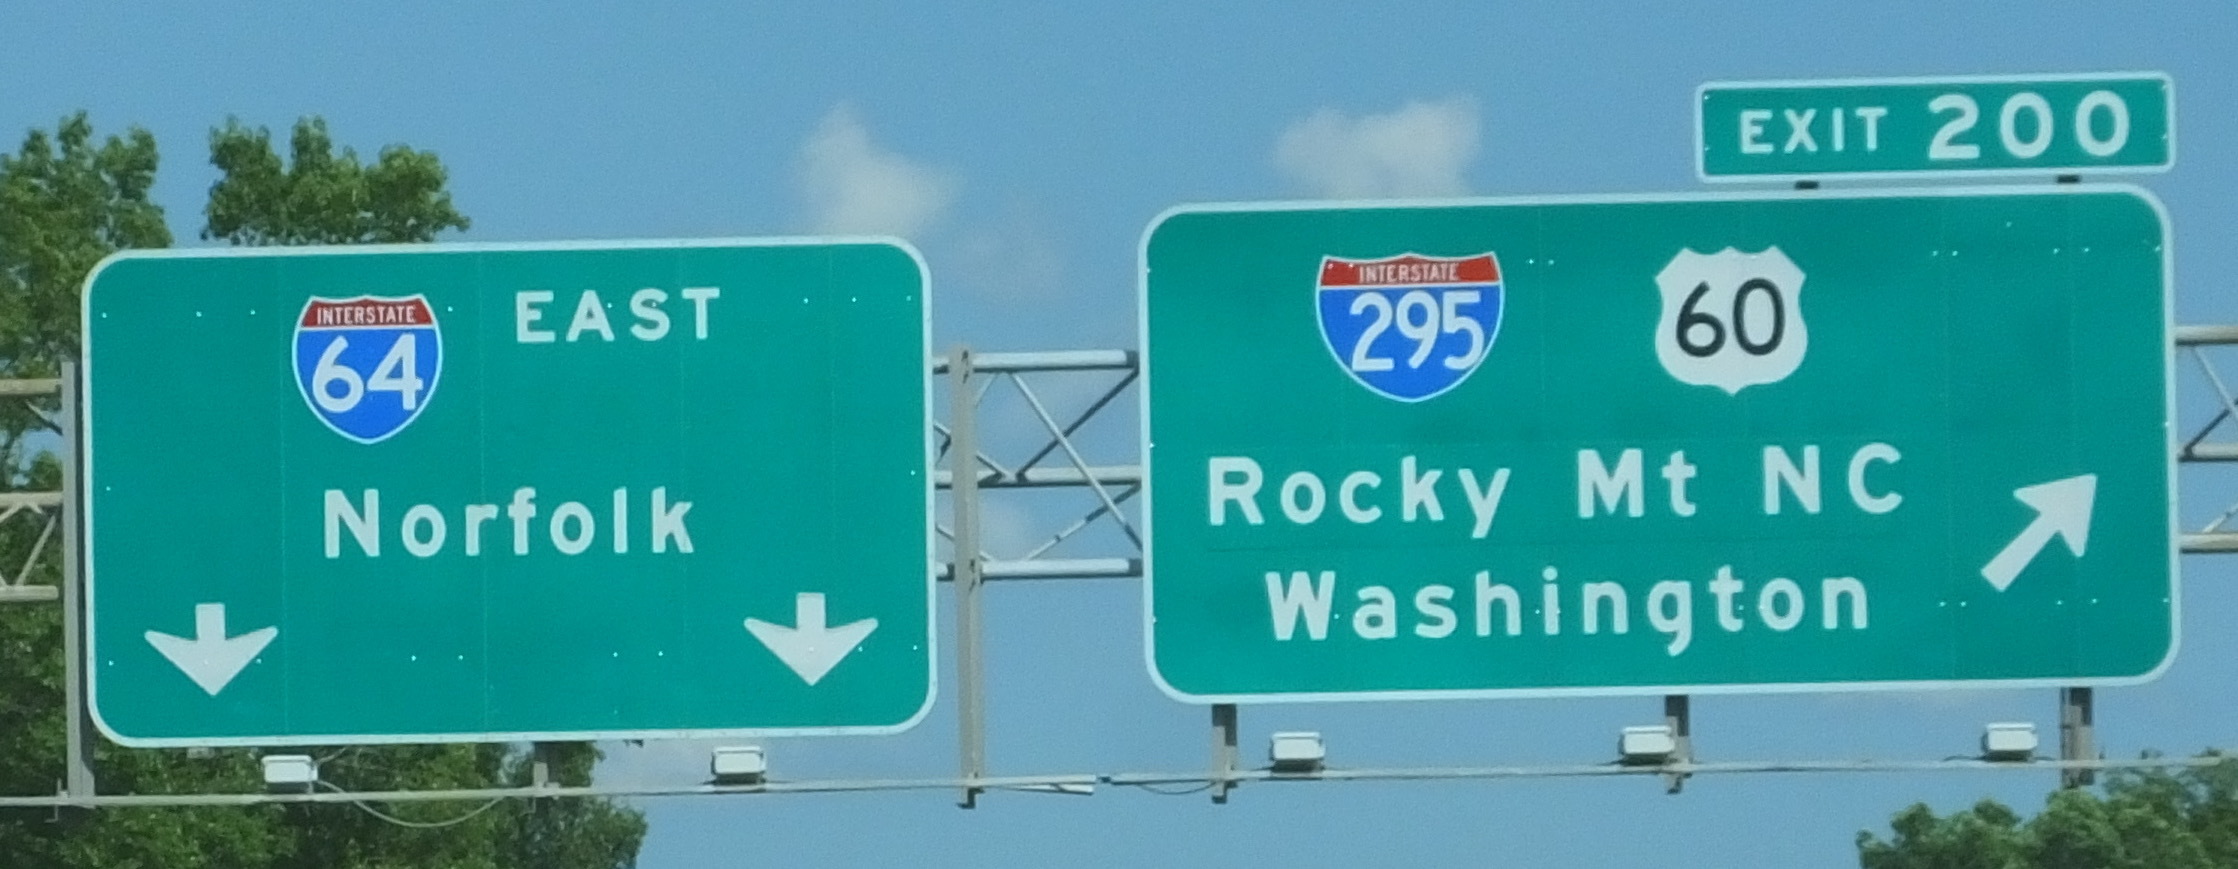 INTERSTATE
64
EAST
Norfolk
EXIT 200
INTERSTATE
295
60
Rocky Mt NC
Washington